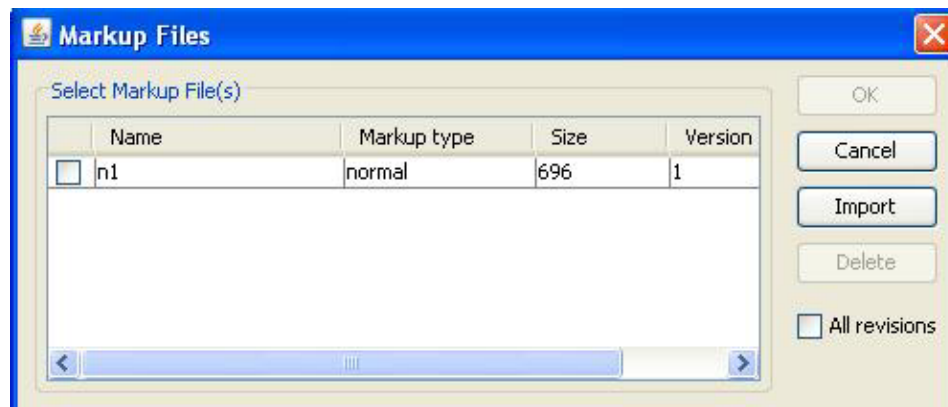 Markup Files
Select Markup File(s)
Name Markup type Size Version
n1 normal 696 1
OK
Cancel
Import
Delete
All revisions